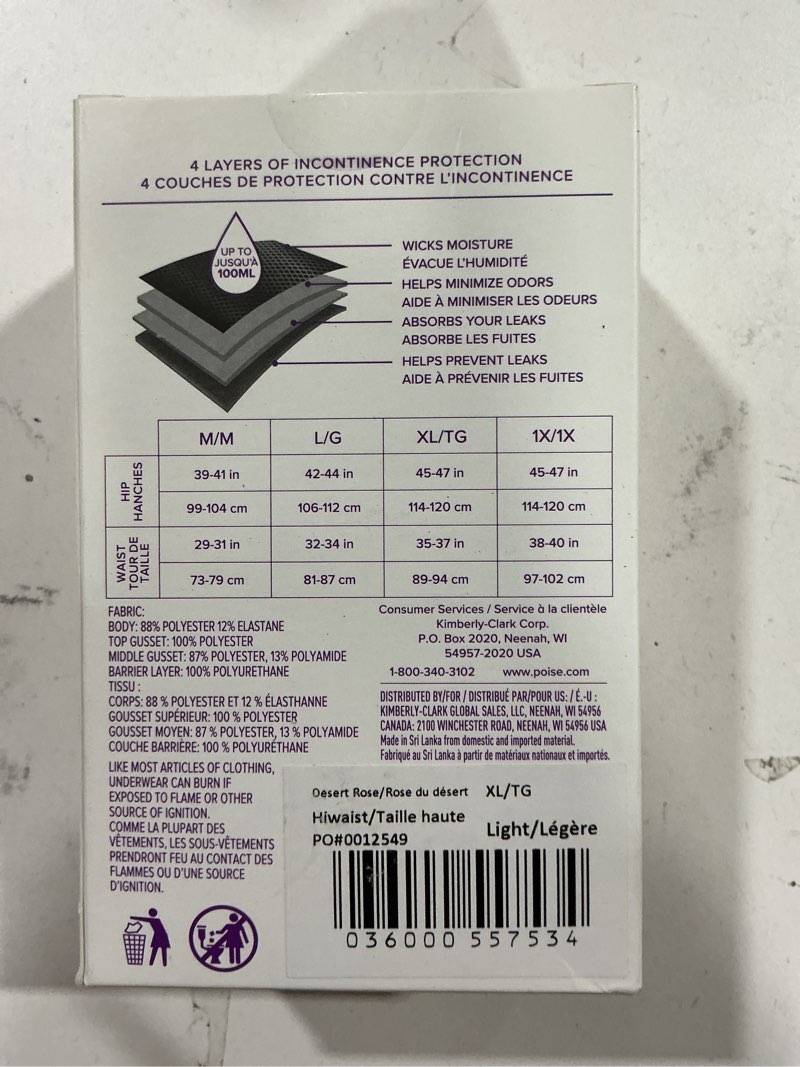 4 LAYERS OF INCONTINENCE PROTECTION
4 COUCHES DE PROTECTION CONTRE L'INCONTINENCE
UP TO
JUSQU'À
100ML
WICKS MOISTURE
ÉVACUE L'HUMIDITÉ
HELPS MINIMIZE ODORS
AIDE À MINIMISER LES ODEURS
ABSORBS YOUR LEAKS
ABSORBE LES FUITES
HELPS PREVENT LEAKS
AIDE À PRÉVENIR LES FUITES
M/M L/G XL/TG 1X/1X
HIP
HANCHES
39-41 in 42-44 in 45-47 in 45-47 in
99-104 cm 106-112 cm 114-120 cm 114-120 cm
WAIST
TOUR DE
TAILLE
29-31 in 32-34 in 35-37 in 38-40 in
73-79 cm 81-87 cm 89-94 cm 97-102 cm
FABRIC:
BODY: 88% POLYESTER 12% ELASTANE
TOP GUSSET: 100% POLYESTER
MIDDLE GUSSET: 87% POLYESTER, 13% POLYAMIDE
BARRIER LAYER: 100% POLYURETHANE
TISSU :
CORPS: 88 % POLYESTER ET 12 % ÉLASTHANNE
GOUSSET SUPÉRIEUR: 100 % POLYESTER
GOUSSET MOYEN: 87 % POLYESTER, 13 % POLYAMIDE
COUCHE BARRIÈRE: 100 % POLYURÉTHANE
LIKE MOST ARTICLES OF CLOTHING,
UNDERWEAR CAN BURN IF
EXPOSED TO FLAME OR OTHER
SOURCE OF IGNITION.
COMME LA PLUPART DES
VÊTEMENTS, LES SOUS-VÊTEMENTS
PRENDRONT FEU AU CONTACT DES
FLAMMES OU D'UNE SOURCE
D'IGNITION.
Consumer Services / Service à la clientèle
Kimberly-Clark Corp.
P.O. Box 2020, Neenah, WI
54957-2020 USA
1-800-340-3102 www.poise.com
DISTRIBUTED BY/FOR / DISTRIBUÉ PAR/POUR US: / É.-U :
KIMBERLY-CLARK GLOBAL SALES, LLC, NEENAH, WI 54956
CANADA: 2100 WINCHESTER ROAD, NEENAH, WI 54956 USA
Made in Sri Lanka from domestic and imported material.
Fabriqué au Sri Lanka à partir de matériaux nationaux et importés.
Desert Rose/Rose du désert XL/TG
Hiwaist/Taille haute
Light/Légère
PO#0012549
036000 557534